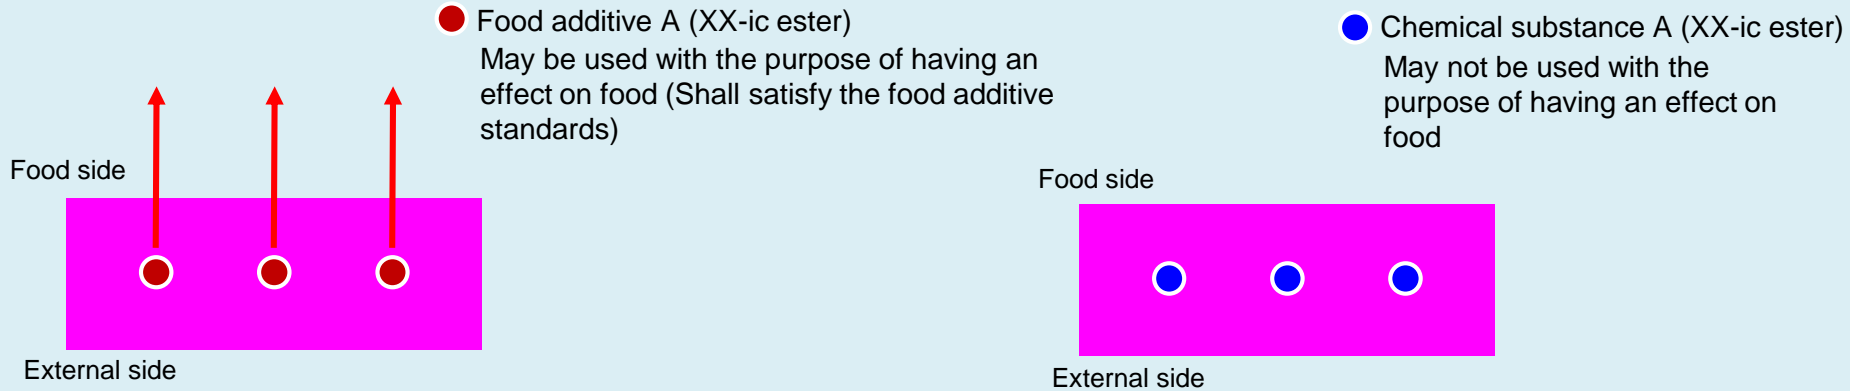 Food additive A (XX-ic ester)
May be used with the purpose of having an
effect on food (Shall satisfy the food additive
standards)
Food side
External side
Chemical substance A (XX-ic ester)
May not be used with the
purpose of having an effect on
food
Food side
External side